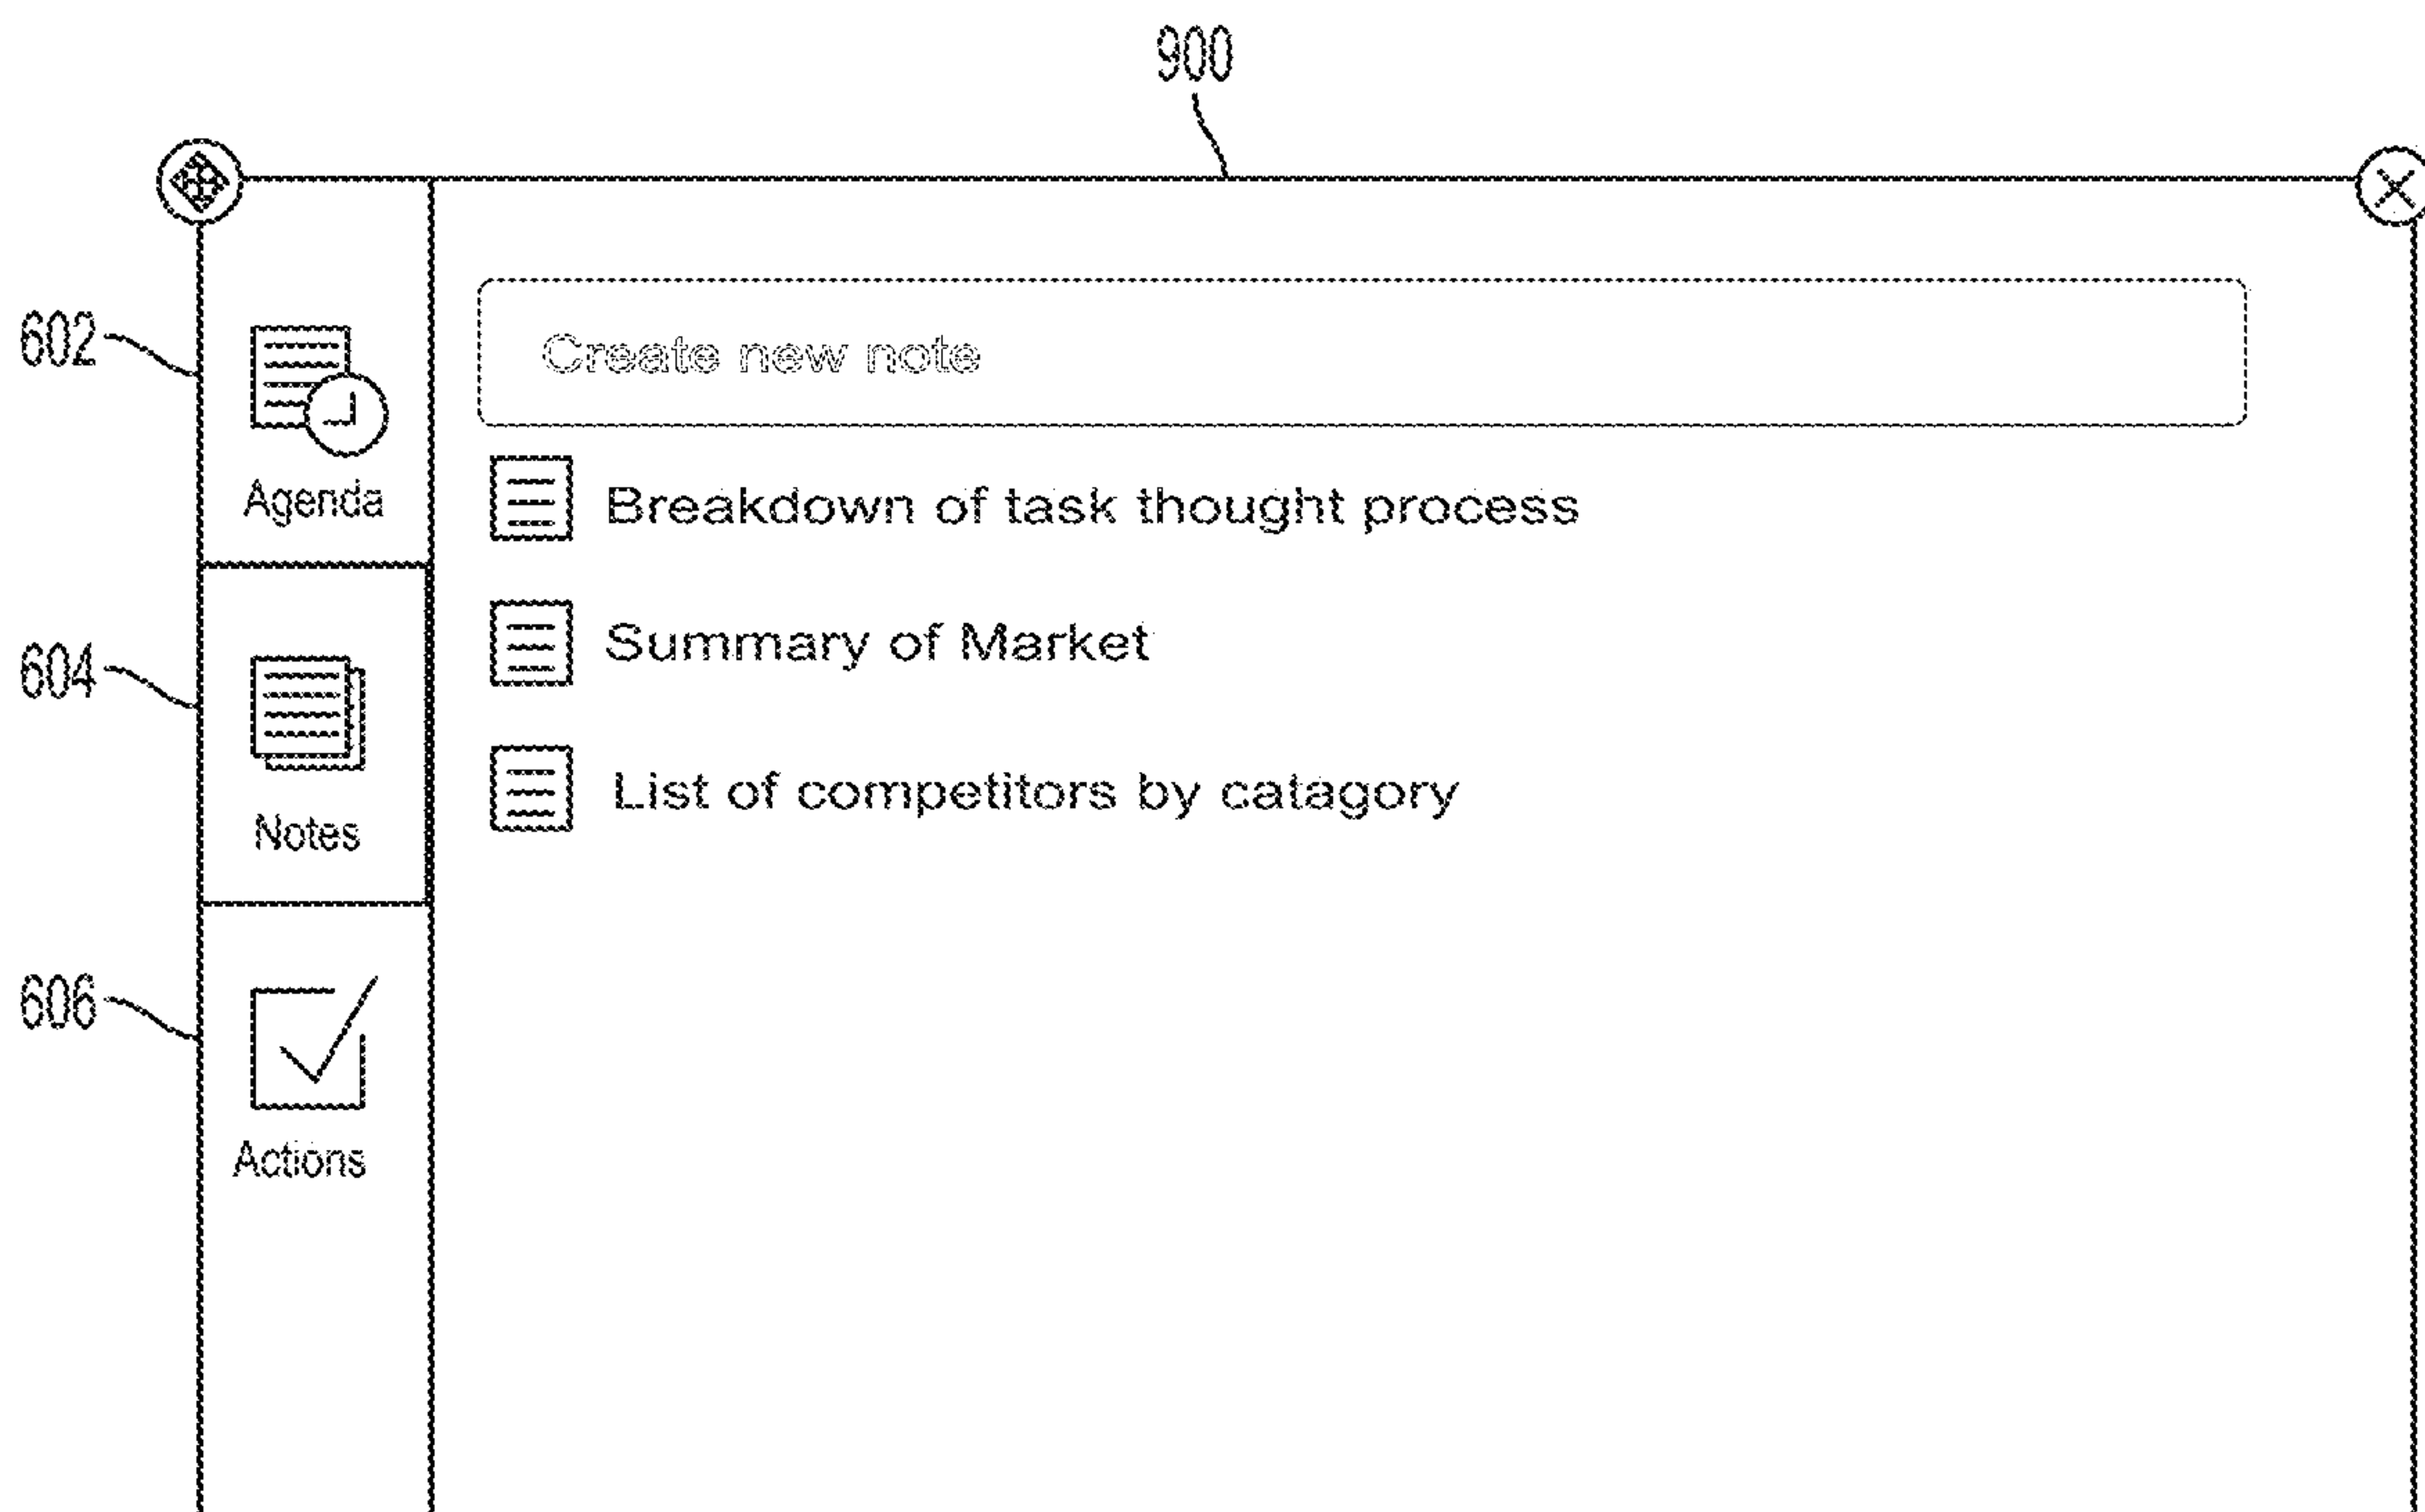 900
602
Agenda
Create new note
Breakdown of task thought process
604
Notes
Summary of Market
List of competitors by catagory
606
Actions